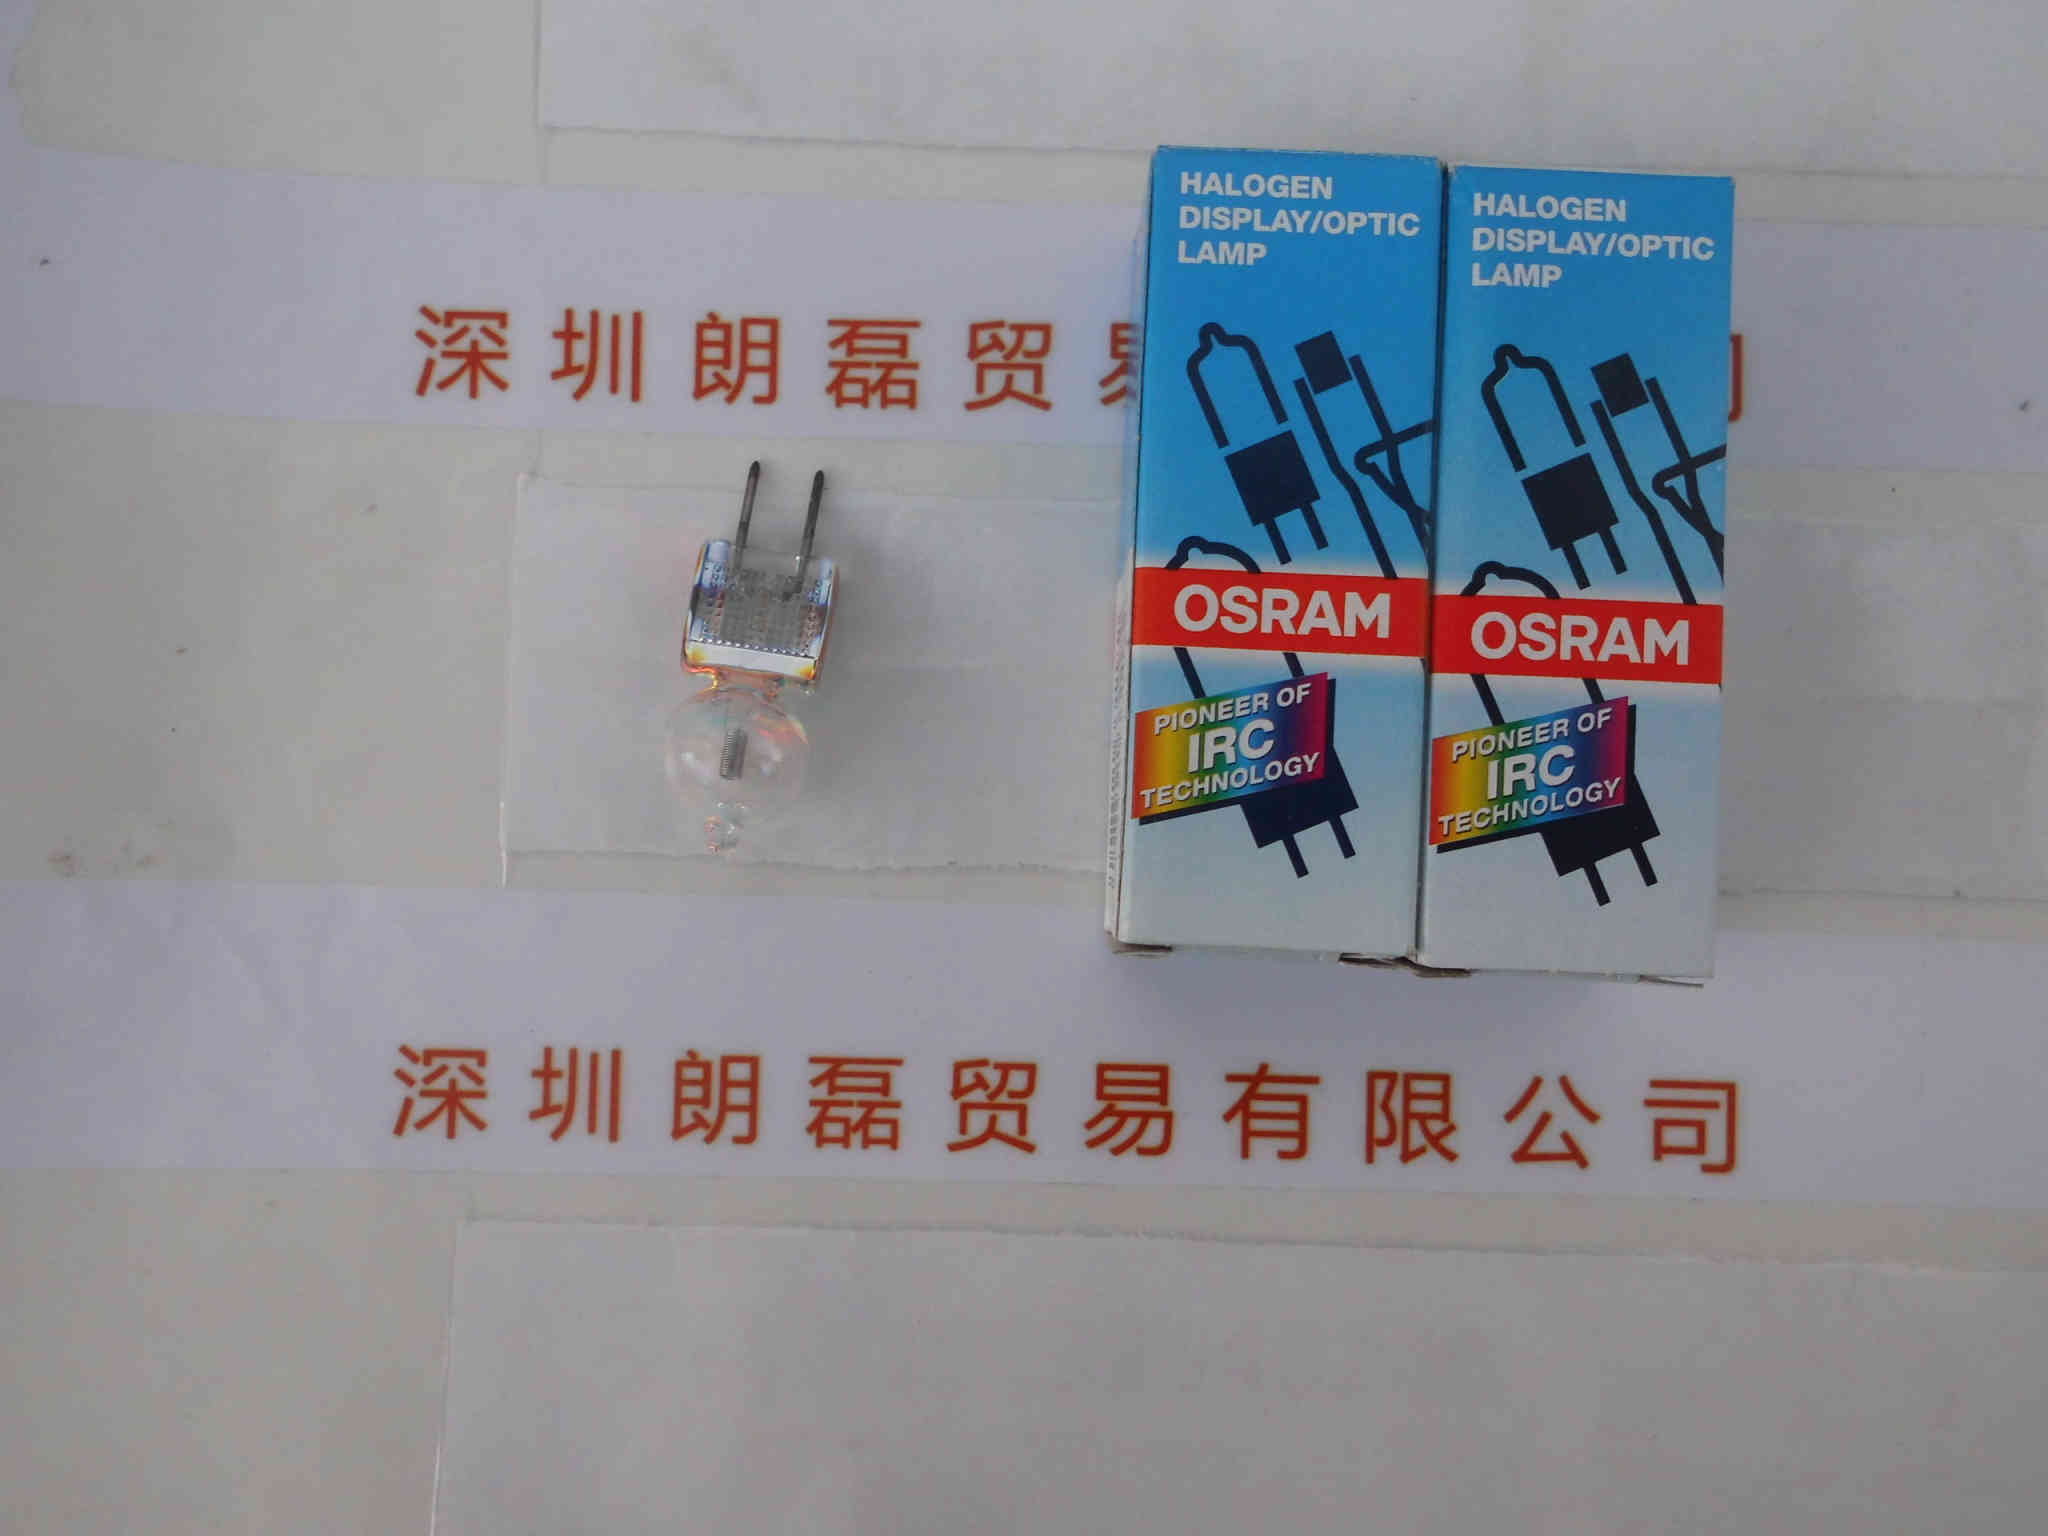 深圳朗磊贸易
司
HALOGEN
DISPLAY/OPTIC
LAMP
OSRAM
PIONEER OF
IRC
TECHNOLOGY
HALOGEN
DISPLAY/OPTIC
LAMP
OSRAM
PIONEER OF
IRC
TECHNOLOGY
深圳朗磊贸易有限公司